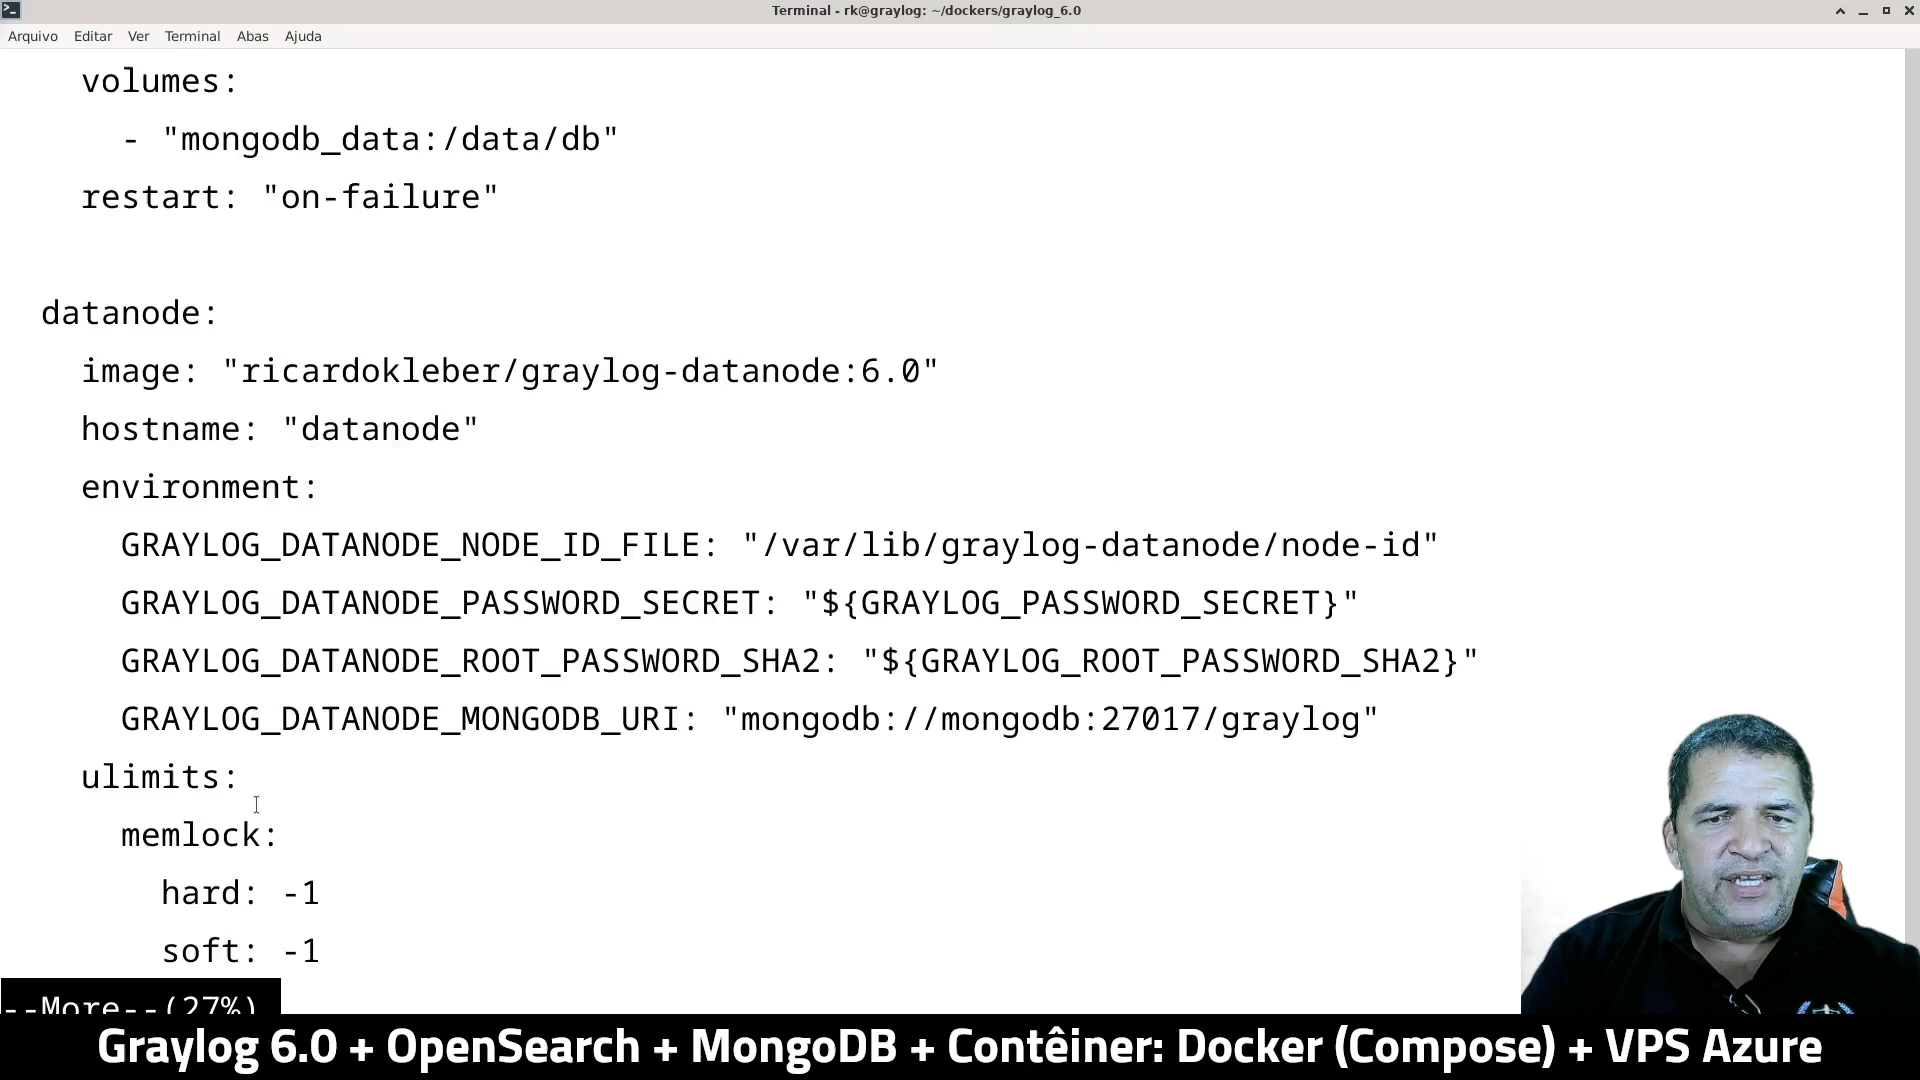 Terminal - rk@graylog: ~/dockers/graylog_6.0
Arquivo Editar Ver Terminal Abas Ajuda
volumes:
- "mongodb_data:/data/db"
restart: "on-failure"
datanode:
image: "ricardokleber/graylog-datanode:6.0"
hostname: "datanode"
environment:
GRAYLOG_DATANODE_NODE_ID_FILE: "/var/lib/graylog-datanode/node-id"
GRAYLOG_DATANODE_PASSWORD_SECRET: "${GRAYLOG_PASSWORD_SECRET}"
GRAYLOG_DATANODE_ROOT_PASSWORD_SHA2: "${GRAYLOG_ROOT_PASSWORD_SHA2}"
GRAYLOG_DATANODE_MONGODB_URI: "mongodb://mongodb:27017/graylog"
ulimits:
memlock:
hard: -1
soft: -1
--More--(27%)
Graylog 6.0 + OpenSearch + MongoDB + Contêiner: Docker (Compose) + VPS Azure